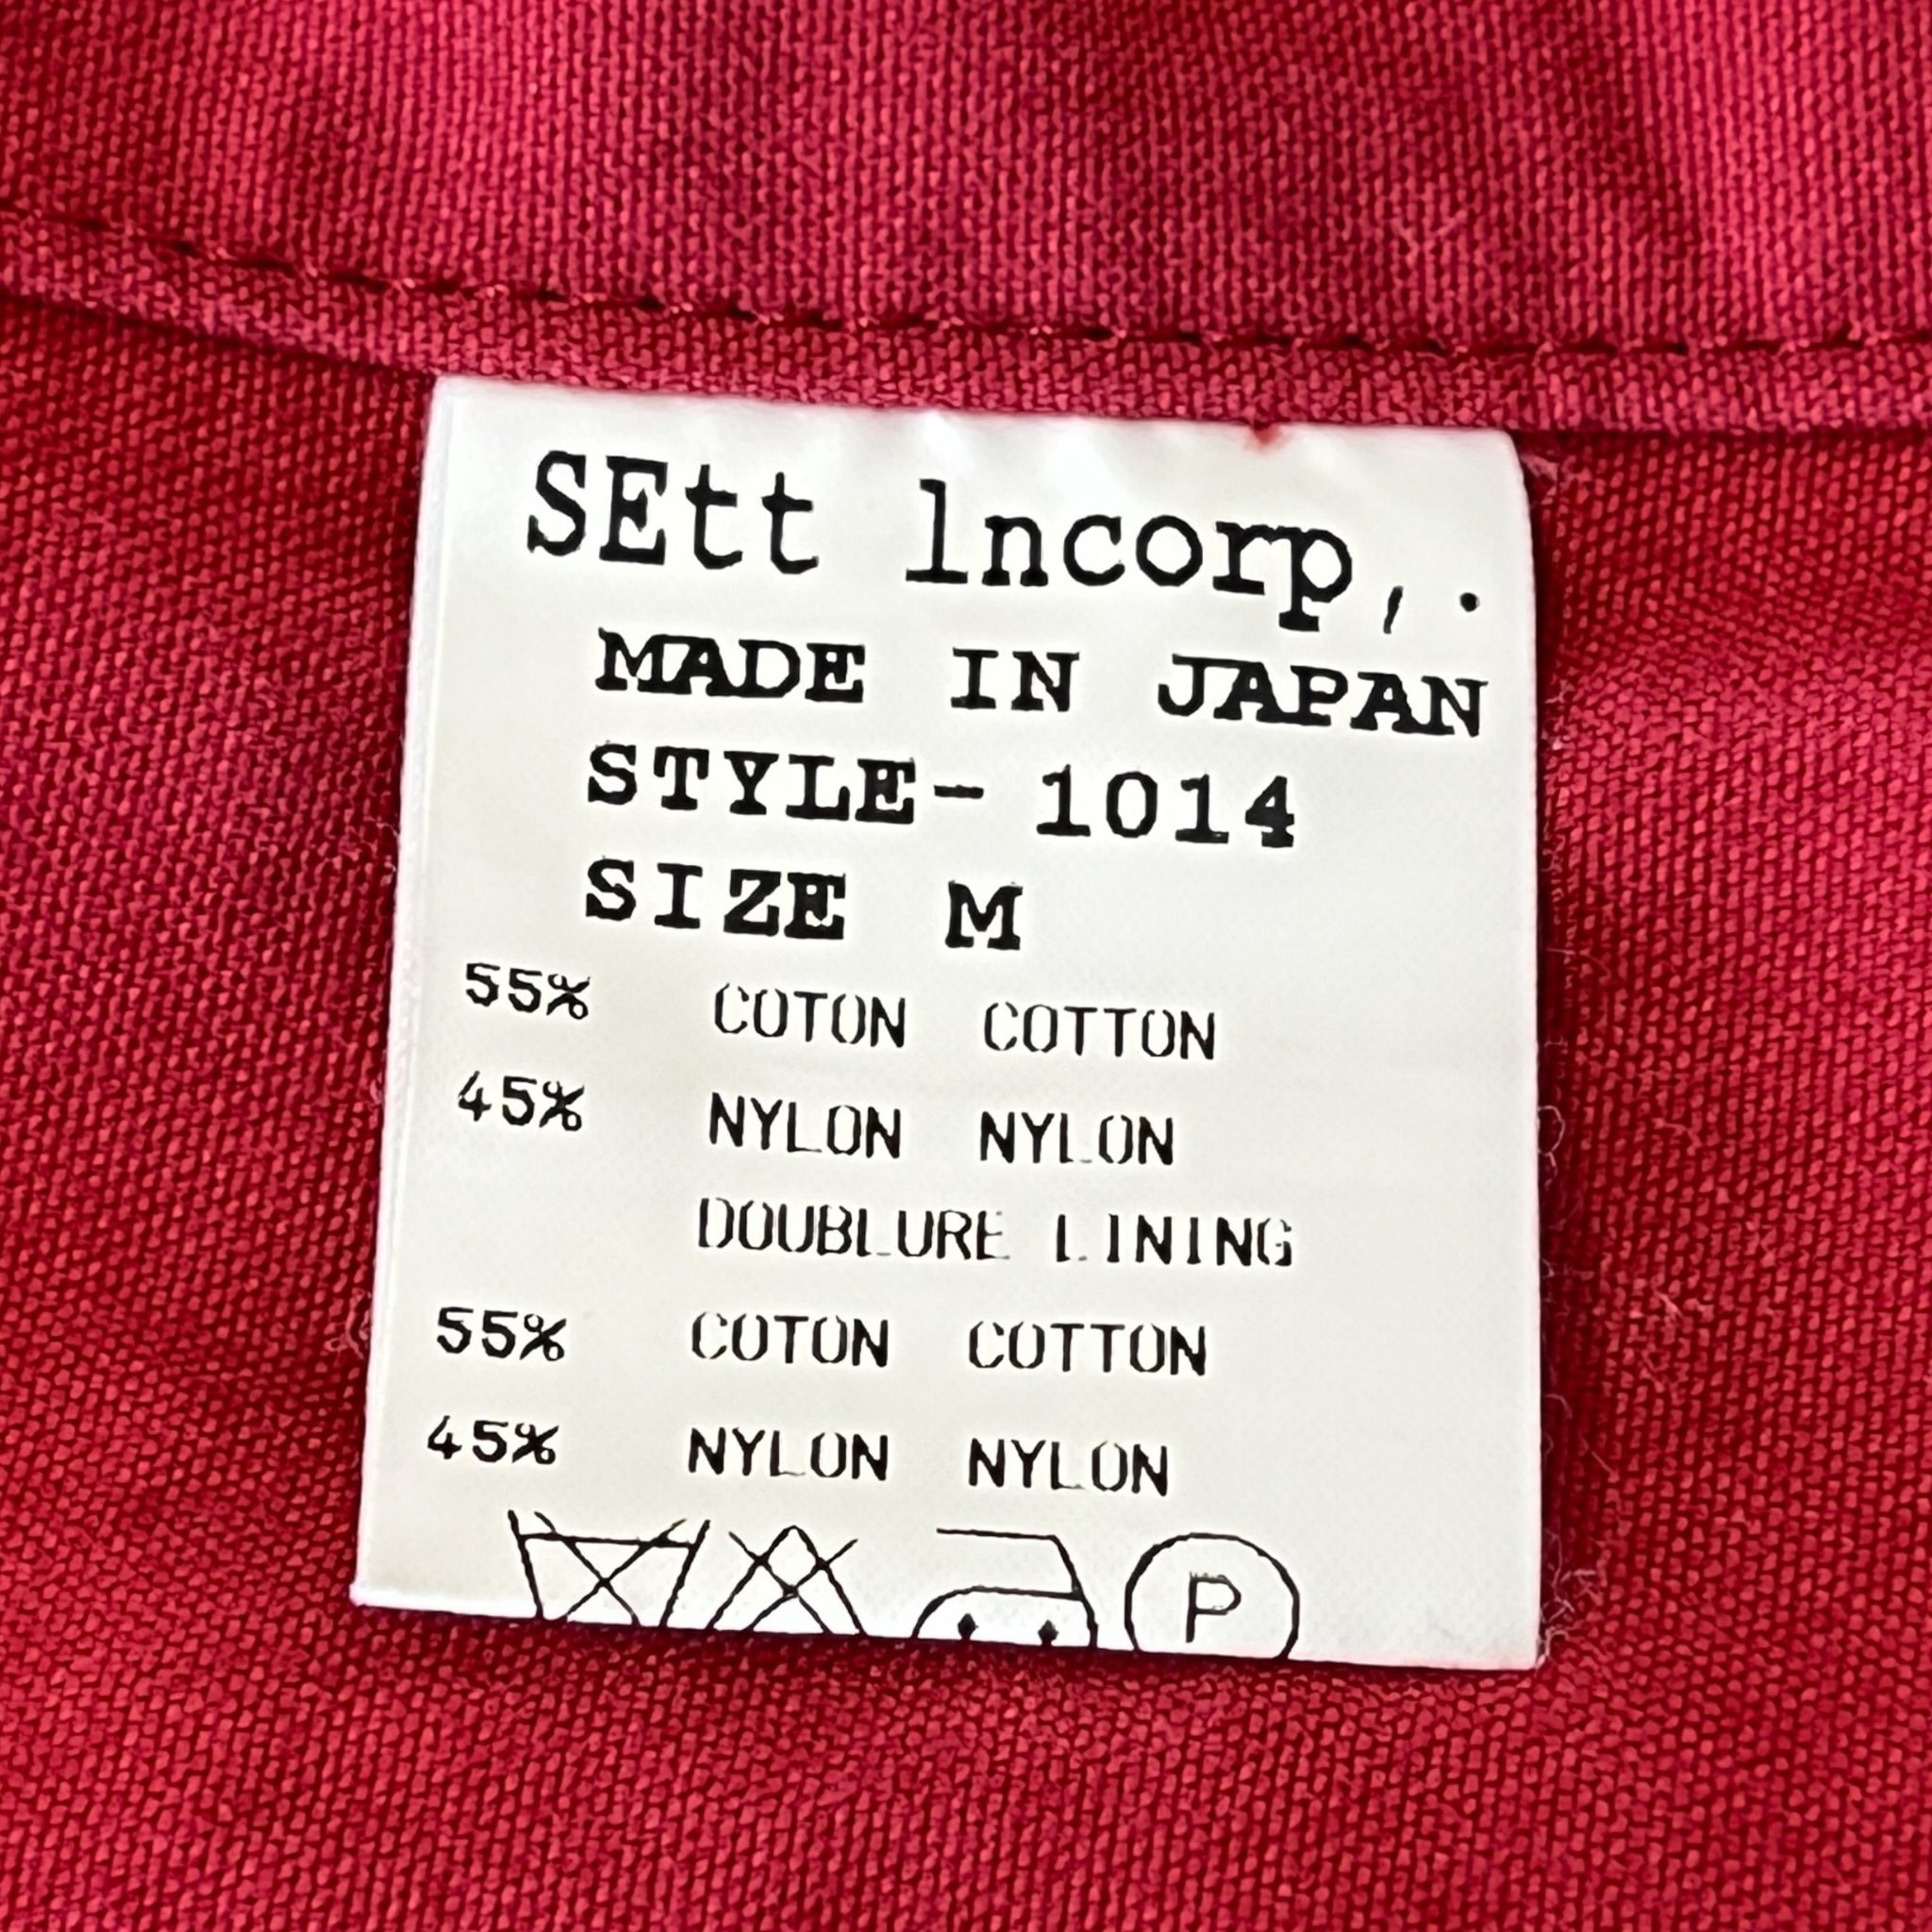 SEtt lncorp,.
MADE IN JAPAN
STYLE- 1014
SIZE M
55% COTON COTTON
45% NYLON NYLON
DOUBLURE LINING
55% COTON COTTON
45% NYLON NYLON
P